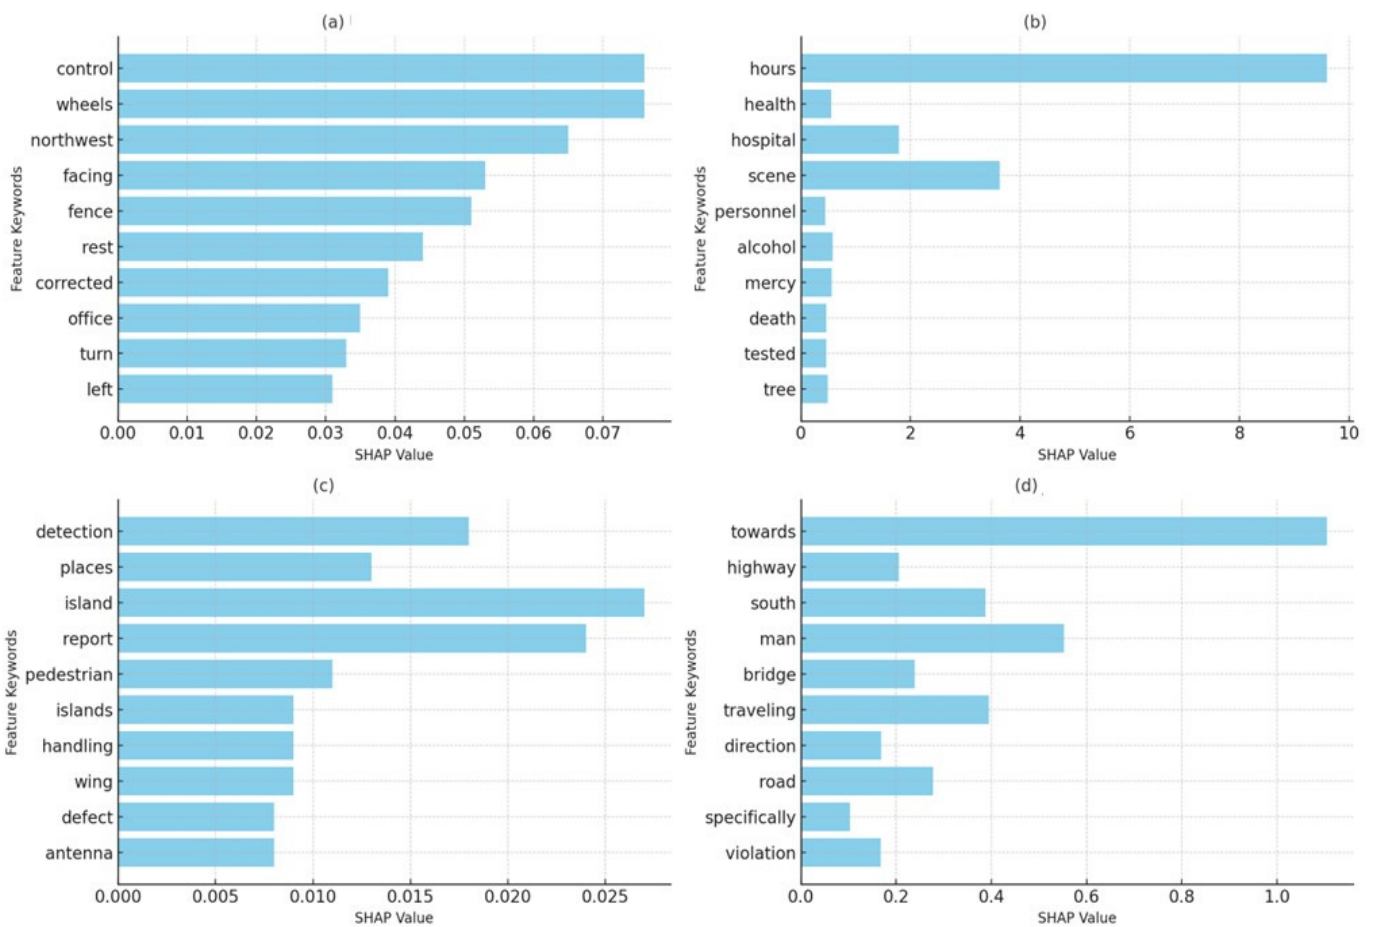 (a)
Feature Keywords
control
wheels
northwest
facing
fence
rest
corrected
office
turn
left
0.00 0.01 0.02 0.03 0.04 0.05 0.06 0.07
SHAP Value
(b)
Feature Keywords
hours
health
hospital
scene
personnel
alcohol
mercy
death
tested
tree
0 2 4 6 8 10
SHAP Value
(c)
Feature Keywords
detection
places
island
report
pedestrian
islands
handling
wing
defect
antenna
0.000 0.005 0.010 0.015 0.020 0.025
SHAP Value
(d)
Feature Keywords
towards
highway
south
man
bridge
traveling
direction
road
specifically
violation
0.0 0.2 0.4 0.6 0.8 1.0
SHAP Value